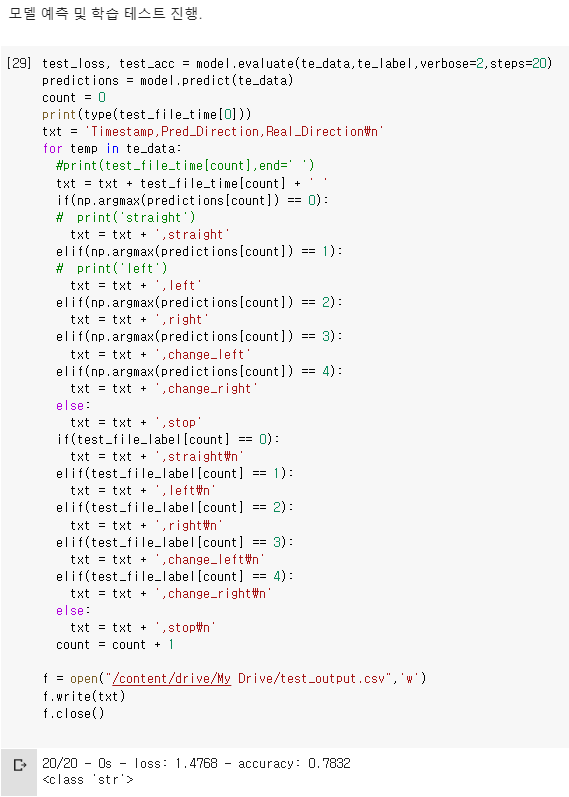 모델 예측 및 학습 테스트 진행.
[29] test_loss, test_acc = model.evaluate(te_data,te_label,verbose=2,steps=20)
predictions = model.predict(te_data)
count = 0
print(type(test_file_time[0]))
txt = 'Timestamp,Pred_Direction,Real_Direction₩n'
for temp in te_data:
  #print(test_file_time[count],end=' ')
  txt = txt + test_file_time[count] + ' '
  if(np.argmax(predictions[count]) == 0):
  #  print('straight')
    txt = txt + ',straight'
  elif(np.argmax(predictions[count]) == 1):
  #  print('left')
    txt = txt + ',left'
  elif(np.argmax(predictions[count]) == 2):
    txt = txt + ',right'
  elif(np.argmax(predictions[count]) == 3):
    txt = txt + ',change_left'
  elif(np.argmax(predictions[count]) == 4):
    txt = txt + ',change_right'
  else:
    txt = txt + ',stop'
  if(test_file_label[count] == 0):
    txt = txt + ',straight₩n'
  elif(test_file_label[count] == 1):
    txt = txt + ',left₩n'
  elif(test_file_label[count] == 2):
    txt = txt + ',right₩n'
  elif(test_file_label[count] == 3):
    txt = txt + ',change_left₩n'
  elif(test_file_label[count] == 4):
    txt = txt + ',change_right₩n'
  else:
    txt = txt + ',stop₩n'
  count = count + 1
f = open("/content/drive/My Drive/test_output.csv",'w')
f.write(txt)
f.close()
20/20 - 0s - loss: 1.4768 - accuracy: 0.7832
<class 'str'>